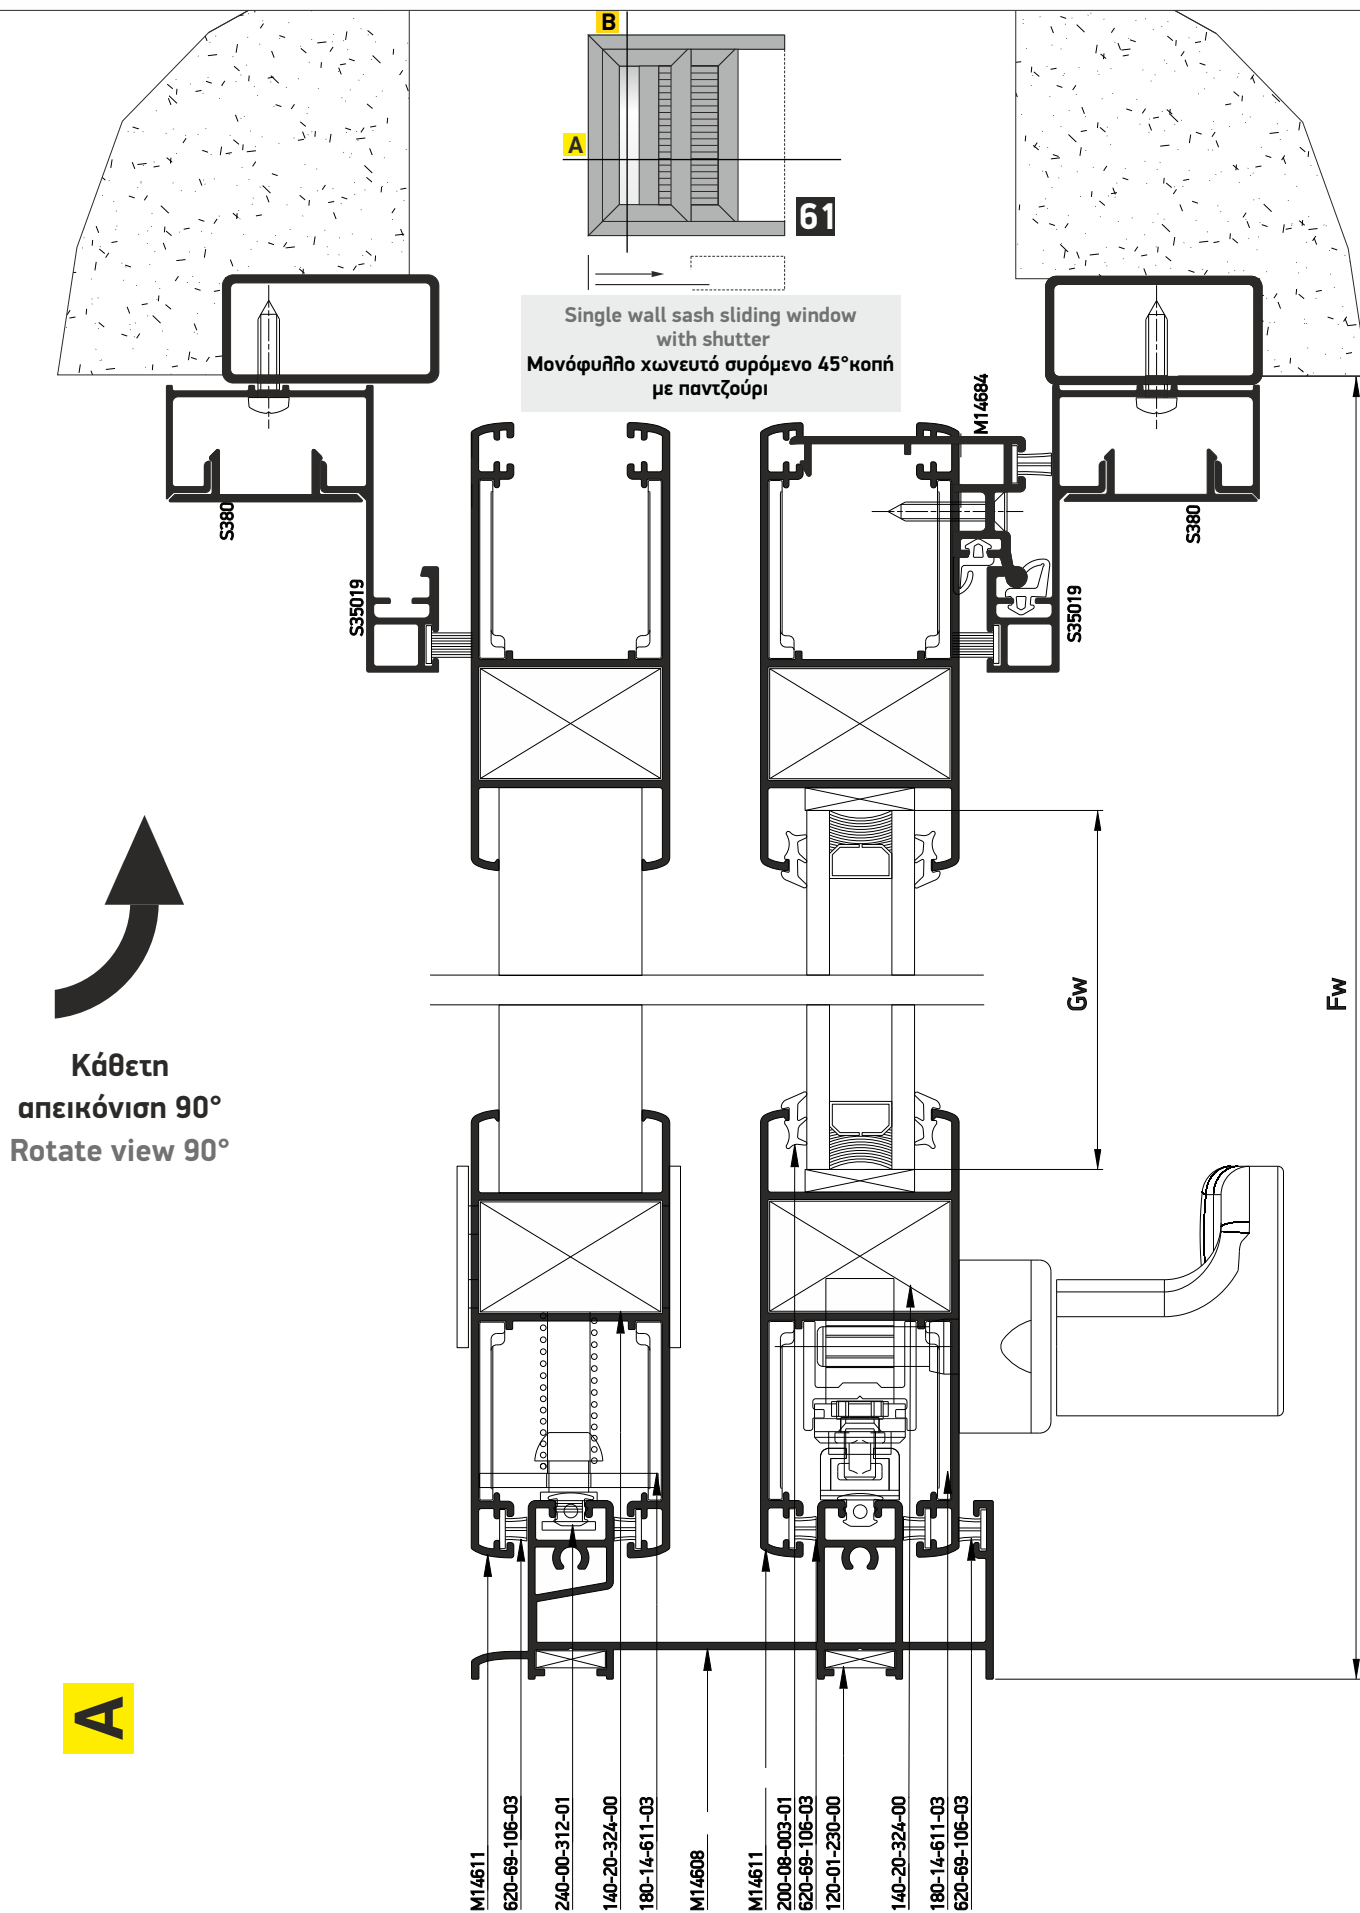 B
A
61
Single wall sash sliding window
with shutter
Μονόφυλλο χωνευτό συρόμενο 45°κοπή
με παντζούρι
M14684
S380
S380
S35019
S35019
Gw
Fw
Κάθετη
απεικόνιση 90°
Rotate view 90°
A
M14611
620-69-106-03
240-00-312-01
140-20-324-00
180-14-611-03
M14608
M14611
200-08-003-01
620-69-106-03
120-01-230-00
140-20-324-00
180-14-611-03
620-69-106-03